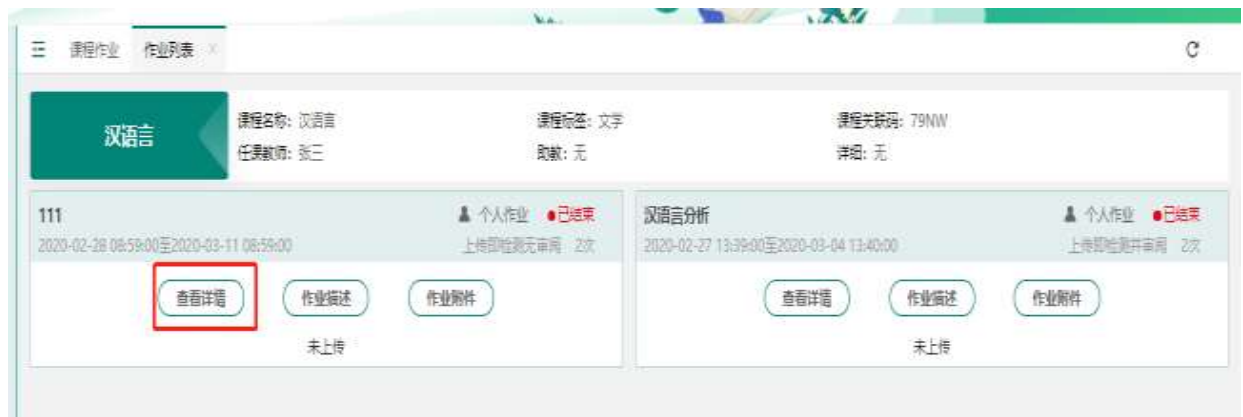 课程作业 作业列表 ×
汉语言
课程名称: 汉语言 课程标签: 文学 课程关联码: 79NW
任课教师: 张三 助教: 无 详细: 无
111 个人作业 已结束
2020-02-28 08:59:00至2020-03-11 08:59:00 上传即检测无审阅 2次
查看详情 作业描述 作业附件
未上传
汉语言分析 个人作业 已结束
2020-02-27 13:39:00至2020-03-04 13:40:00 上传即检测并审阅 2次
查看详情 作业描述 作业附件
未上传